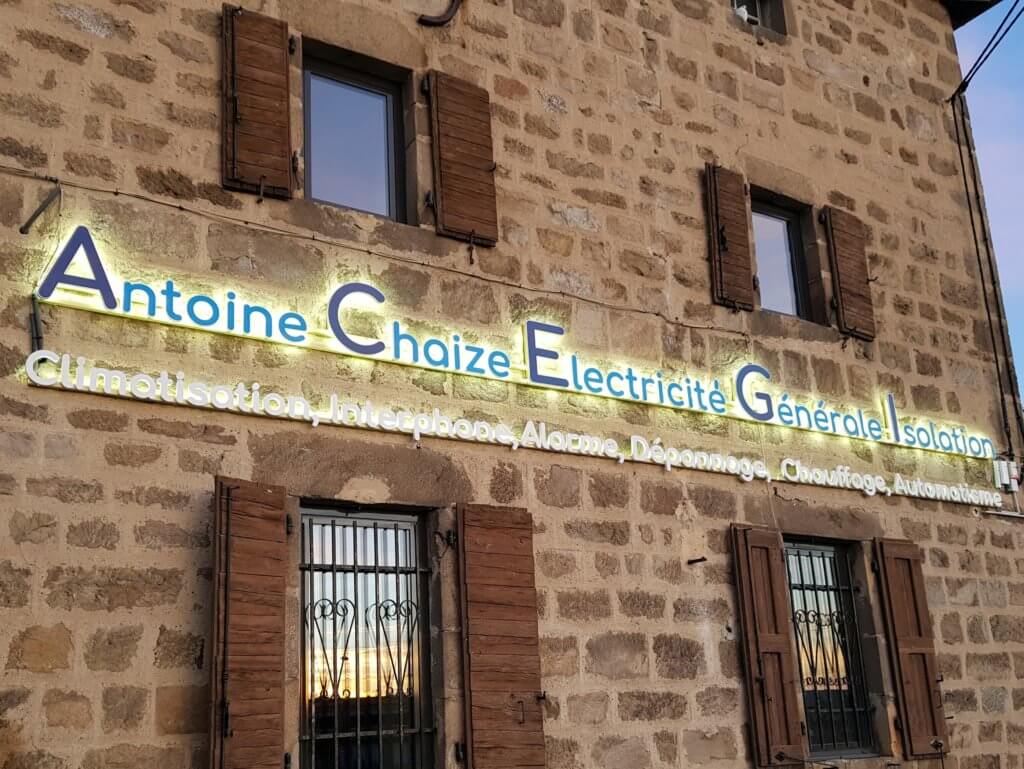 Antoine Chaize Electricité Générale Isolation
Climatisation, Interphone, Alarme, Dépannage, Chauffage, Automatisme